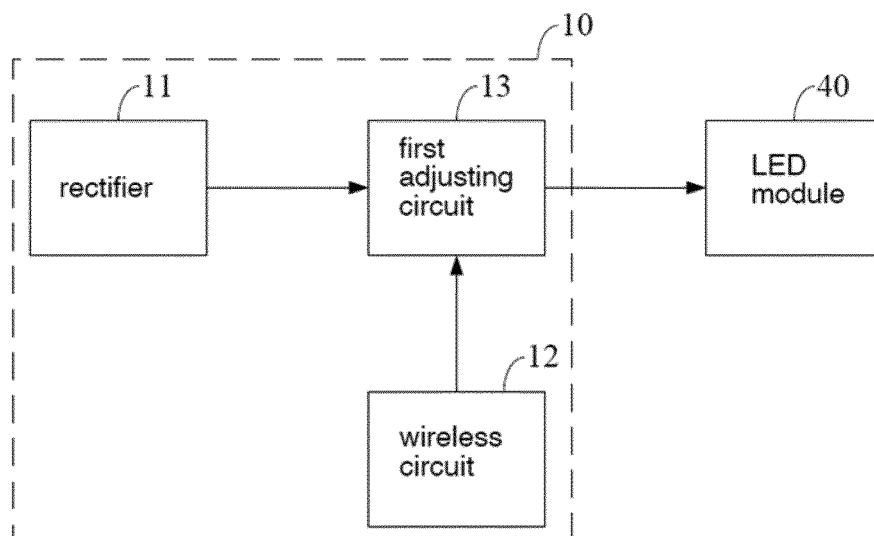 10
11
13
40
rectifier
first
adjusting
circuit
LED
module
12
wireless
circuit